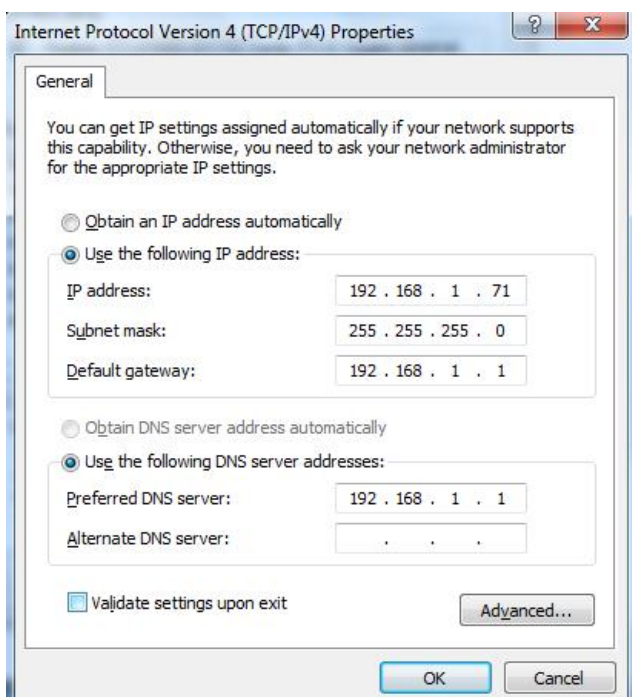 Internet Protocol Version 4 (TCP/IPv4) Properties
General
You can get IP settings assigned automatically if your network supports
this capability. Otherwise, you need to ask your network administrator
for the appropriate IP settings.
Obtain an IP address automatically
Use the following IP address:
IP address: 192 . 168 . 1 . 71
Subnet mask: 255 . 255 . 255 . 0
Default gateway: 192 . 168 . 1 . 1
Obtain DNS server address automatically
Use the following DNS server addresses:
Preferred DNS server: 192 . 168 . 1 . 1
Alternate DNS server: . . .
Validate settings upon exit
Advanced...
OK Cancel